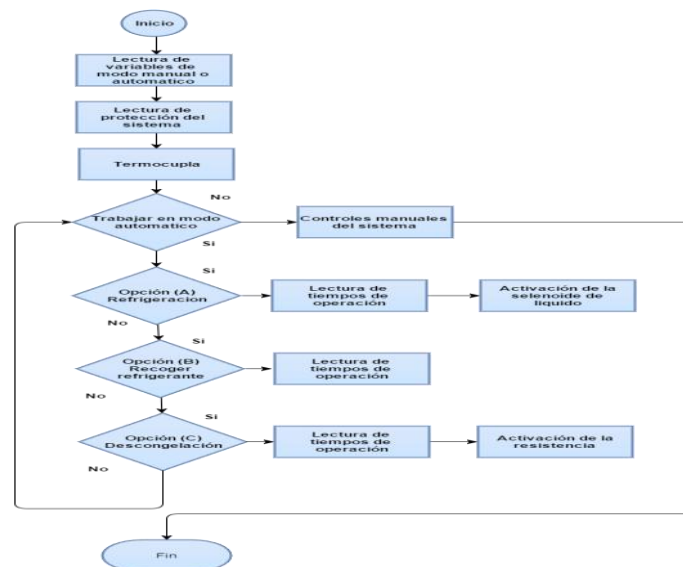 Inicio
Lectura de
variables de
modo manual o
automatico
Lectura de
protección del
sistema
Termocupla
No
Trabajar en modo
automatico
Controles manuales
del sistema
Si
Si
Opción (A)
Refrigeracion
Lectura de
tiempos de
operación
Activación de la
selenoide de
liquido
No
Si
Opción (B)
Recoger
refrigerante
Lectura de
tiempos de
operación
No
Si
Opción (C)
Descongelación
Lectura de
tiempos de
operación
Activación de la
resistencia
No
Fin